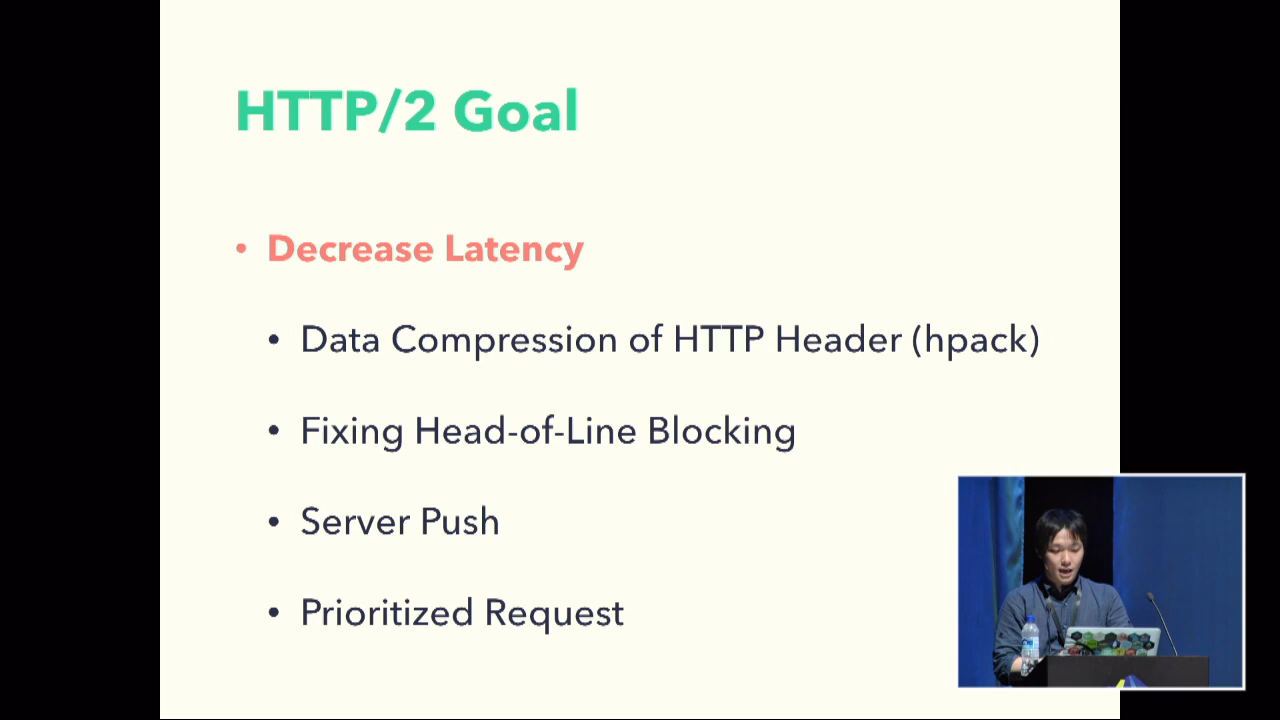 HTTP/2 Goal
• Decrease Latency
• Data Compression of HTTP Header (hpack)
• Fixing Head-of-Line Blocking
• Server Push
• Prioritized Request